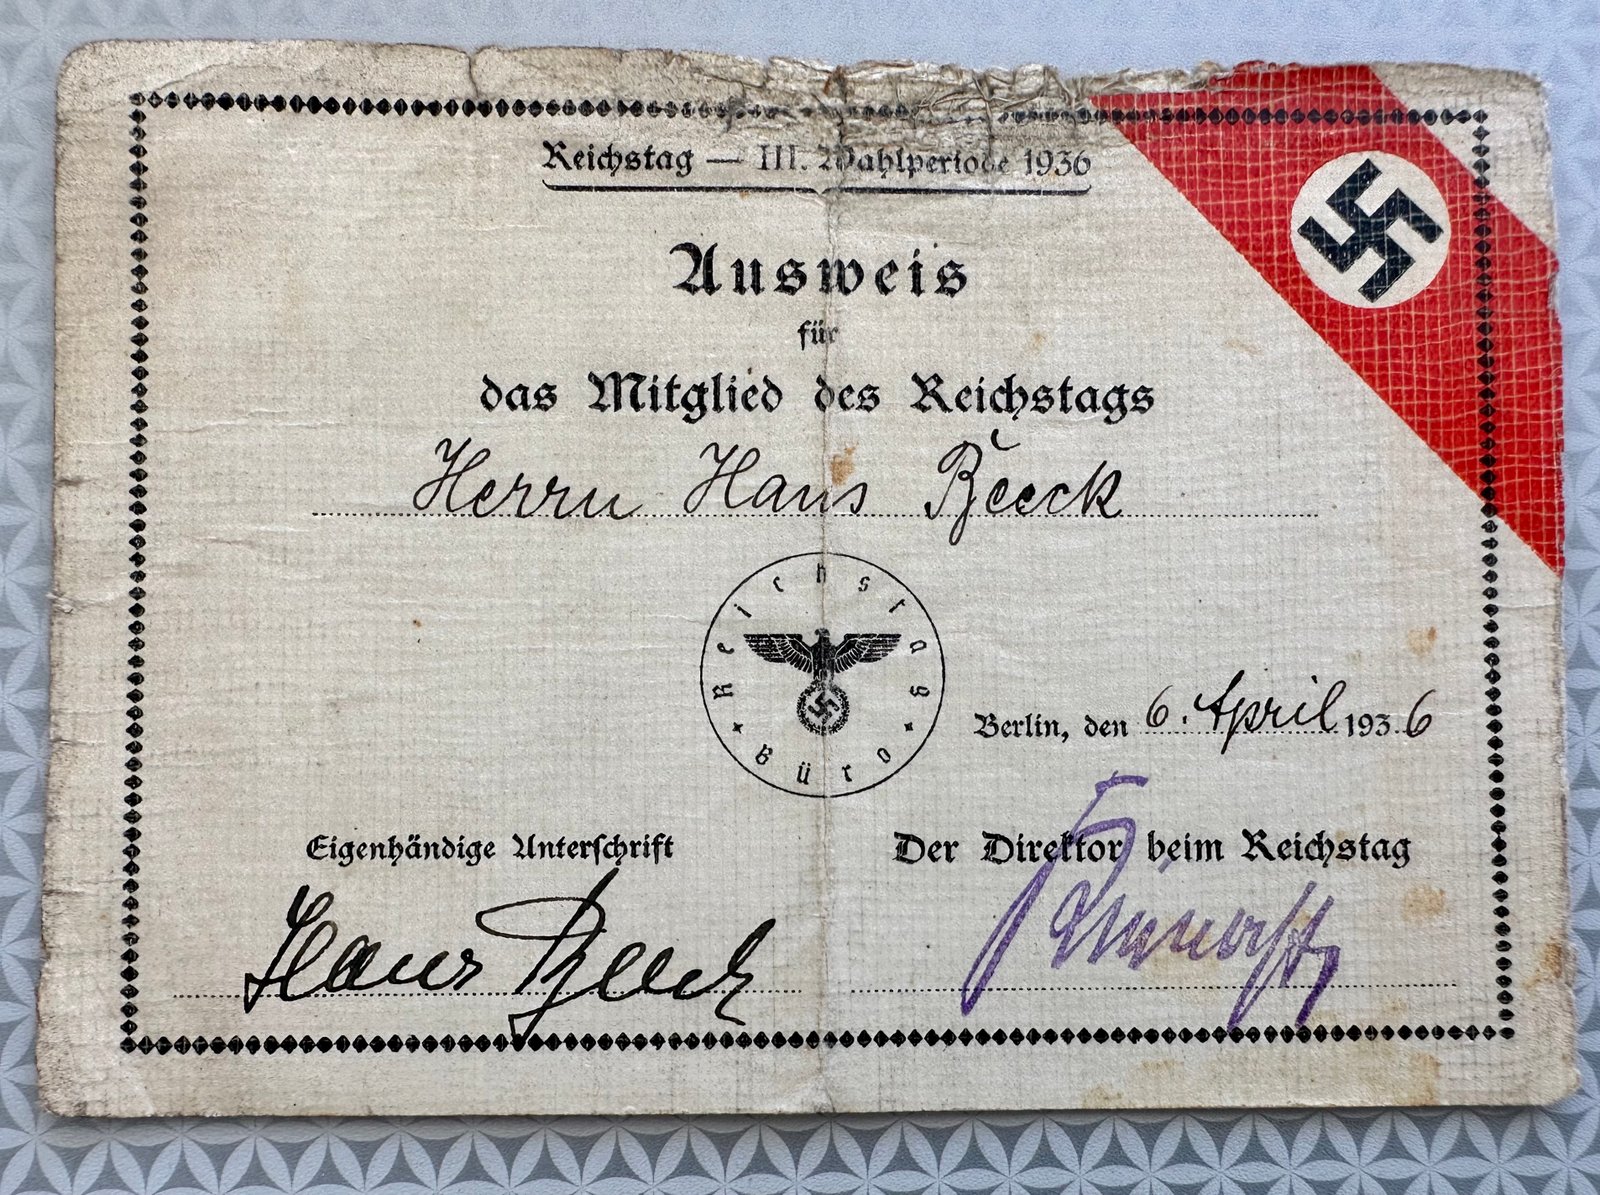 Reichstag — III. Wahlperiode 1936
Ausweis
für
das Mitglied des Reichstags
Herrn Hans Beeck
Reichstag
Büro
Berlin, den 6. April 1936
Eigenhändige Unterschrift
Der Direktor beim Reichstag
Hans Beeck